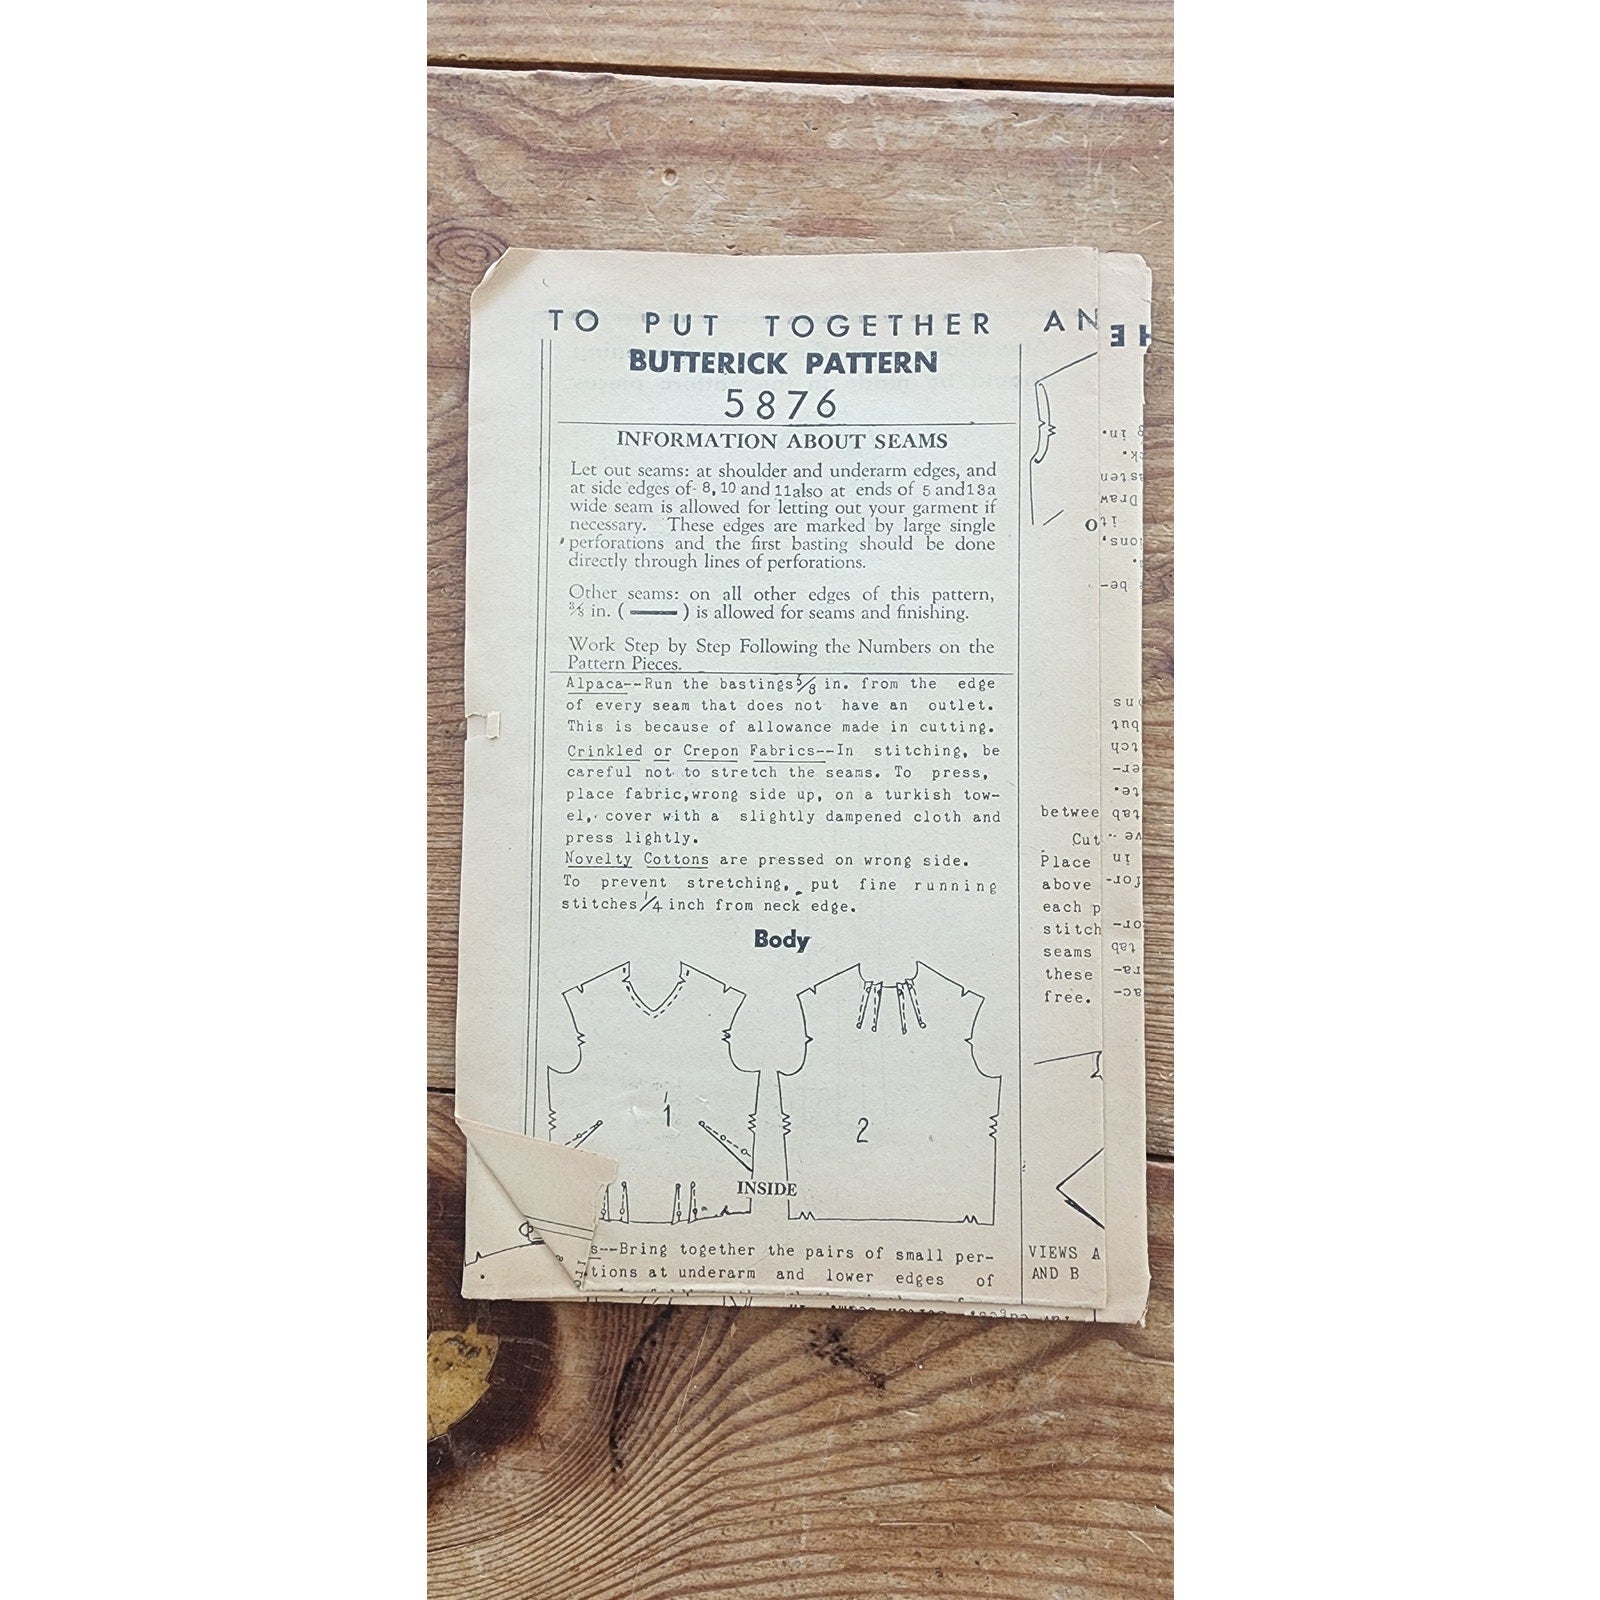 TO PUT TOGETHER AN
BUTTERICK PATTERN
5876
INFORMATION ABOUT SEAMS
Let out seams: at shoulder and underarm edges, and
at side edges of 8, 10 and 11 also at ends of 5 and 13 a
wide seam is allowed for letting out your garment if
necessary. These edges are marked by large single
perforations and the first basting should be done
directly through lines of perforations.
Other seams: on all other edges of this pattern,
3/8 in. ( ) is allowed for seams and finishing.
Work Step by Step Following the Numbers on the
Pattern Pieces.
Alpaca--Run the bastings 5/8 in. from the edge
of every seam that does not have an outlet.
This is because of allowance made in cutting.
Crinkled or Crepon Fabrics--In stitching, be
careful not to stretch the seams. To press,
place fabric, wrong side up, on a turkish tow-
el, cover with a slightly dampened cloth and
press lightly.
Novelty Cottons are pressed on wrong side.
To prevent stretching, put fine running
stitches 1/4 inch from neck edge.
Body
1
2
INSIDE
s--Bring together the pairs of small per-
tions at underarm and lower edges of
betwee
Cut
Place
above
each p
stitch
seams
these
free.
VIEWS A
AND B